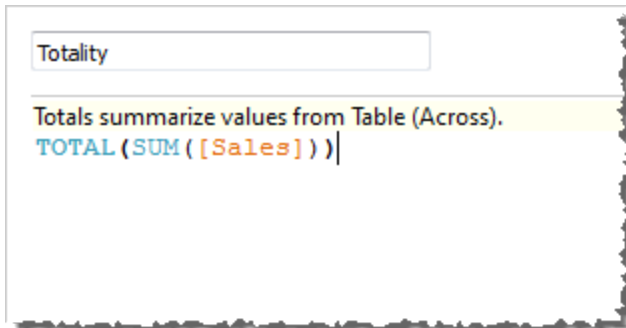 Totality
Totals summarize values from Table (Across).
TOTAL(SUM([Sales]))